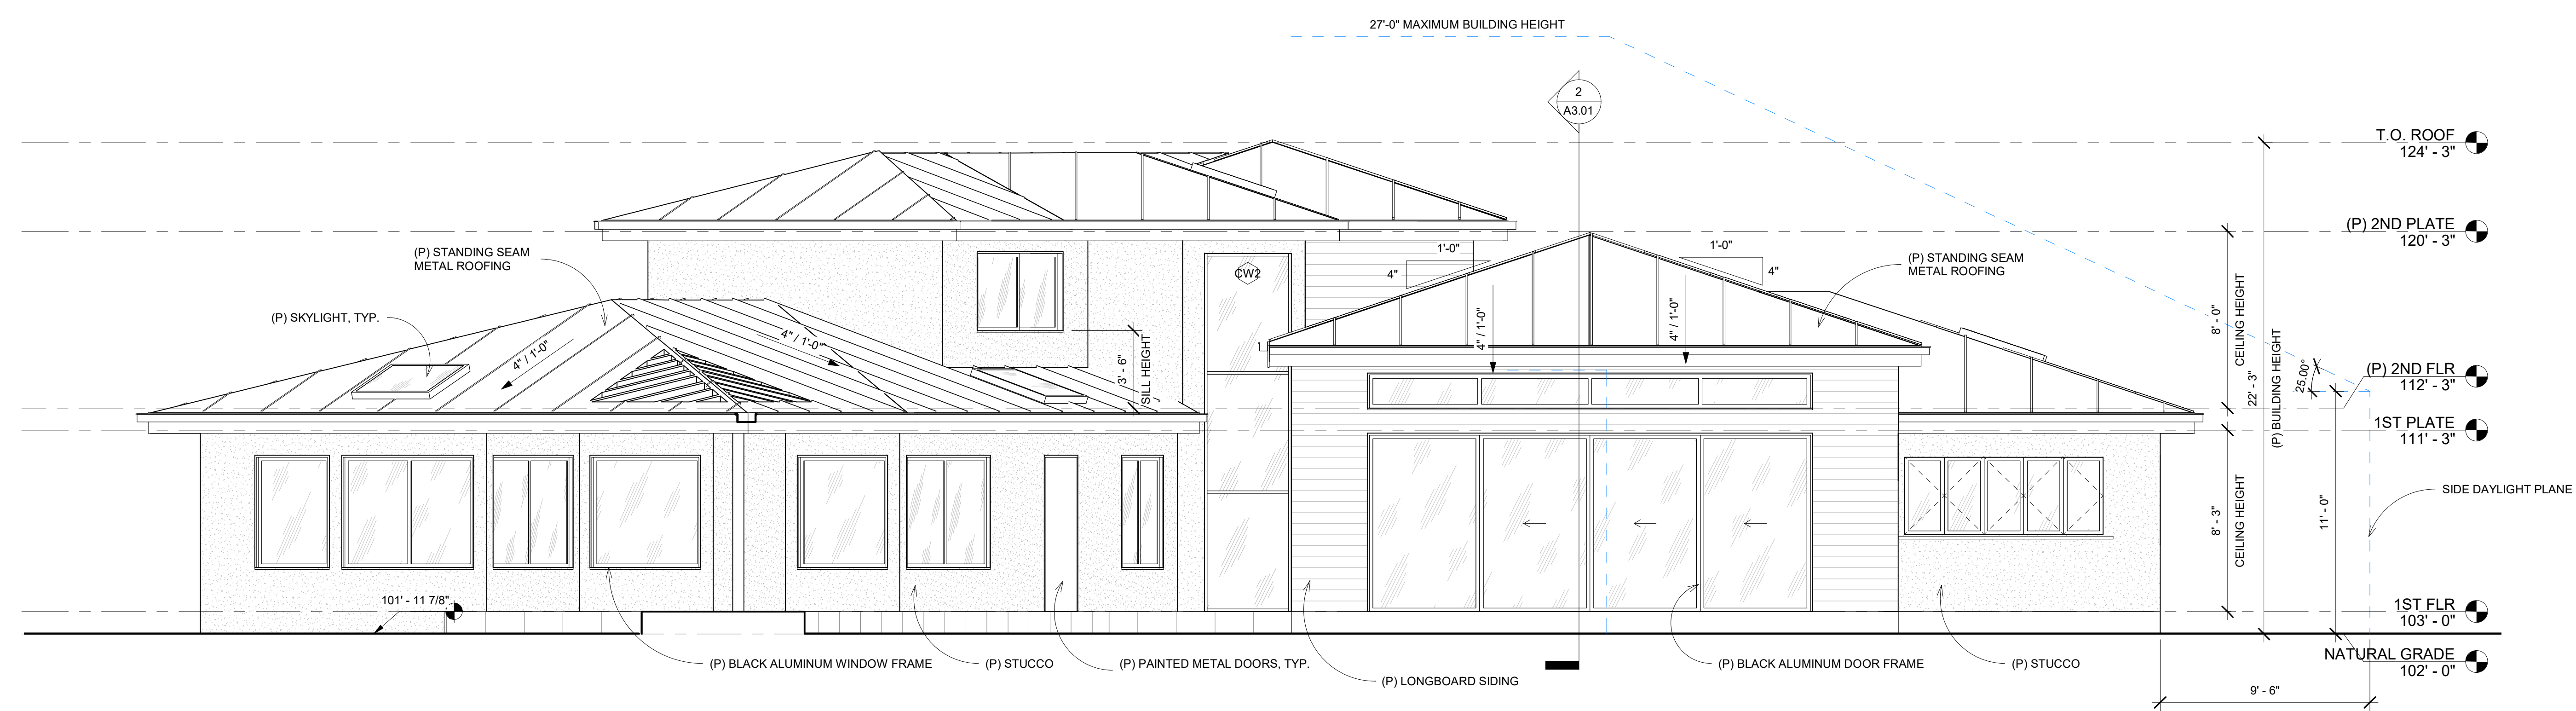 27'-0" MAXIMUM BUILDING HEIGHT
2
A3.01
T.O. ROOF
124' - 3"
(P) 2ND PLATE
120' - 3"
(P) STANDING SEAM
METAL ROOFING
CW2
1'-0"
4"
1'-0"
4"
(P) STANDING SEAM
METAL ROOFING
(P) SKYLIGHT, TYP.
4" / 1'-0"
4" / 1'-0"
3' - 6"
SILL HEIGHT
4" / 1'-0"
4" / 1'-0"
8' - 0"
CEILING HEIGHT
22' - 3"
(P) BUILDING HEIGHT
25.00°
(P) 2ND FLR
112' - 3"
1ST PLATE
111' - 3"
8' - 3"
CEILING HEIGHT
11' - 0"
SIDE DAYLIGHT PLANE
101' - 11 7/8"
1ST FLR
103' - 0"
NATURAL GRADE
102' - 0"
(P) BLACK ALUMINUM WINDOW FRAME
(P) STUCCO
(P) PAINTED METAL DOORS, TYP.
(P) LONGBOARD SIDING
(P) BLACK ALUMINUM DOOR FRAME
(P) STUCCO
9' - 6"